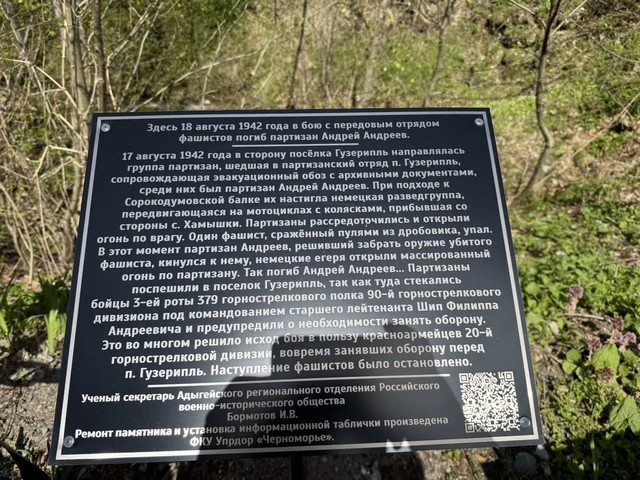 Здесь 18 августа 1942 года в бою с передовым отрядом
фашистов погиб партизан Андрей Андреев.
17 августа 1942 года в сторону посёлка Гузерипль направлялась
группа партизан, шедшая в партизанский отряд п. Гузерипль,
сопровождающая эвакуационный обоз с архивными документами,
среди них был партизан Андрей Андреев. При подходе к
Сорокодумовской балке их настигла немецкая разведгруппа,
передвигающаяся на мотоциклах с колясками, прибывшая со
стороны с. Хамышки. Партизаны рассредоточились и открыли
огонь по врагу. Один фашист, сражённый пулями из дробовика, упал.
В этот момент партизан Андреев, решивший забрать оружие убитого
фашиста, кинулся к нему, немецкие егеря открыли массированный
огонь по партизану. Так погиб Андрей Андреев... Партизаны
поспешили в поселок Гузерипль, так как туда стекались
бойцы 3-ей роты 379 горнострелкового полка 90-й горнострелкового
дивизиона под командованием старшего лейтенанта Шип Филиппа
Андреевича и предупредили о необходимости занять оборону.
Это во многом решило исход боя в пользу красноармейцев 20-й
горнострелковой дивизии, вовремя занявших оборону перед
п. Гузерипль. Наступление фашистов было остановлено.
Ученый секретарь Адыгейского регионального отделения Российского
военно-исторического общества
Бормотов И.В.
Ремонт памятника и установка информационной таблички произведена
ФКУ Упрдор «Черноморье».